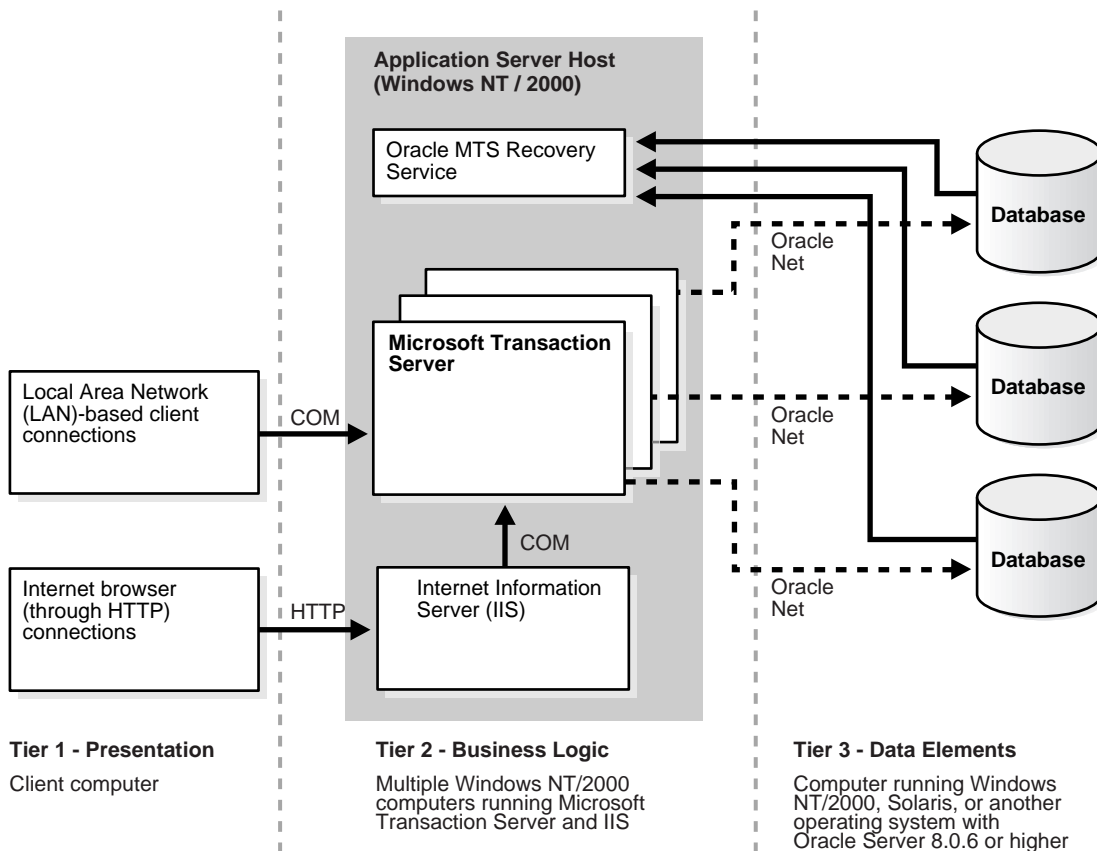 Application Server Host
(Windows NT / 2000)
Oracle MTS Recovery
Service
Database
Oracle
Net
Microsoft Transaction
Server
Database
Local Area Network
(LAN)-based client
connections
COM
Oracle
Net
COM
Database
Internet browser
(through HTTP)
connections
HTTP
Internet Information
Server (IIS)
Oracle
Net
Tier 1 - Presentation
Client computer
Tier 2 - Business Logic
Multiple Windows NT/2000
computers running Microsoft
Transaction Server and IIS
Tier 3 - Data Elements
Computer running Windows
NT/2000, Solaris, or another
operating system with
Oracle Server 8.0.6 or higher